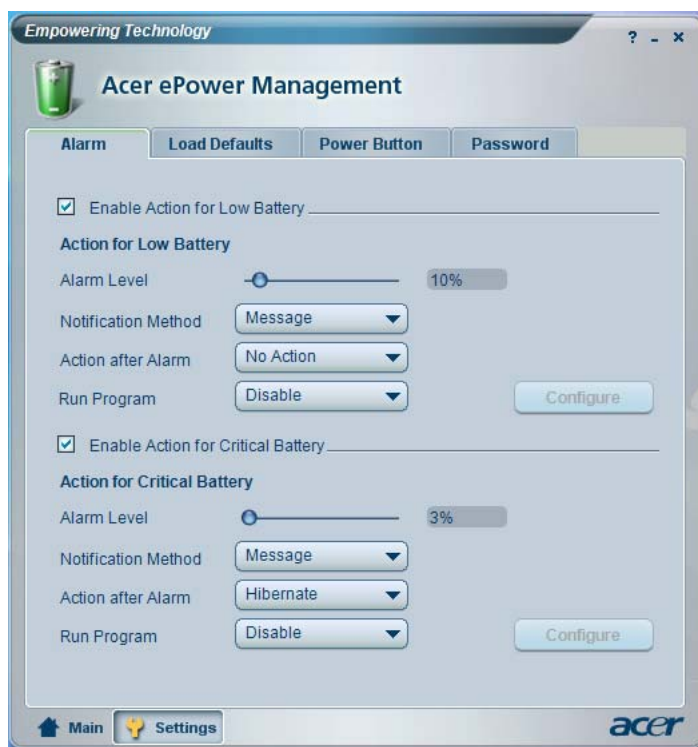 Empowering Technology
? - ×
Acer ePower Management
Alarm Load Defaults Power Button Password
Enable Action for Low Battery
Action for Low Battery
Alarm Level 10%
Notification Method Message
Action after Alarm No Action
Run Program Disable Configure
Enable Action for Critical Battery
Action for Critical Battery
Alarm Level 3%
Notification Method Message
Action after Alarm Hibernate
Run Program Disable Configure
Main Settings acer